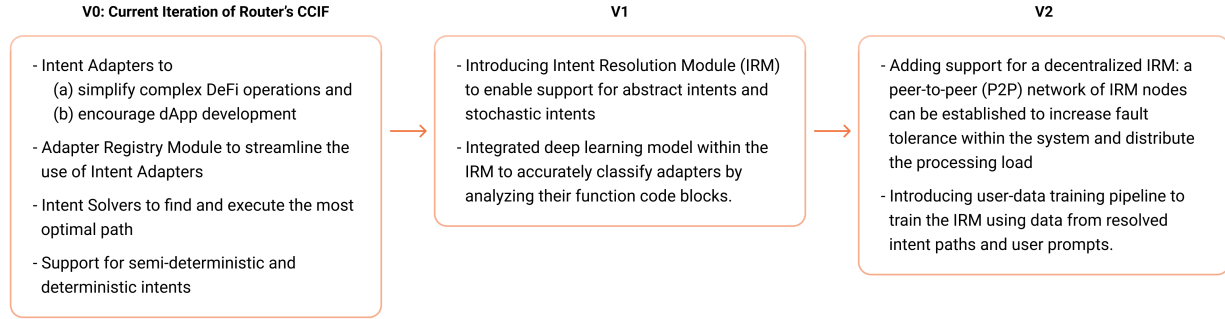 V0: Current Iteration of Router's CCIF
- Intent Adapters to
(a) simplify complex DeFi operations and
(b) encourage dApp development
- Adapter Registry Module to streamline the
use of Intent Adapters
- Intent Solvers to find and execute the most
optimal path
- Support for semi-deterministic and
deterministic intents
V1
- Introducing Intent Resolution Module (IRM)
to enable support for abstract intents and
stochastic intents
- Integrated deep learning model within the
IRM to accurately classify adapters by
analyzing their function code blocks.
V2
- Adding support for a decentralized IRM: a
peer-to-peer (P2P) network of IRM nodes
can be established to increase fault
tolerance within the system and distribute
the processing load
- Introducing user-data training pipeline to
train the IRM using data from resolved
intent paths and user prompts.